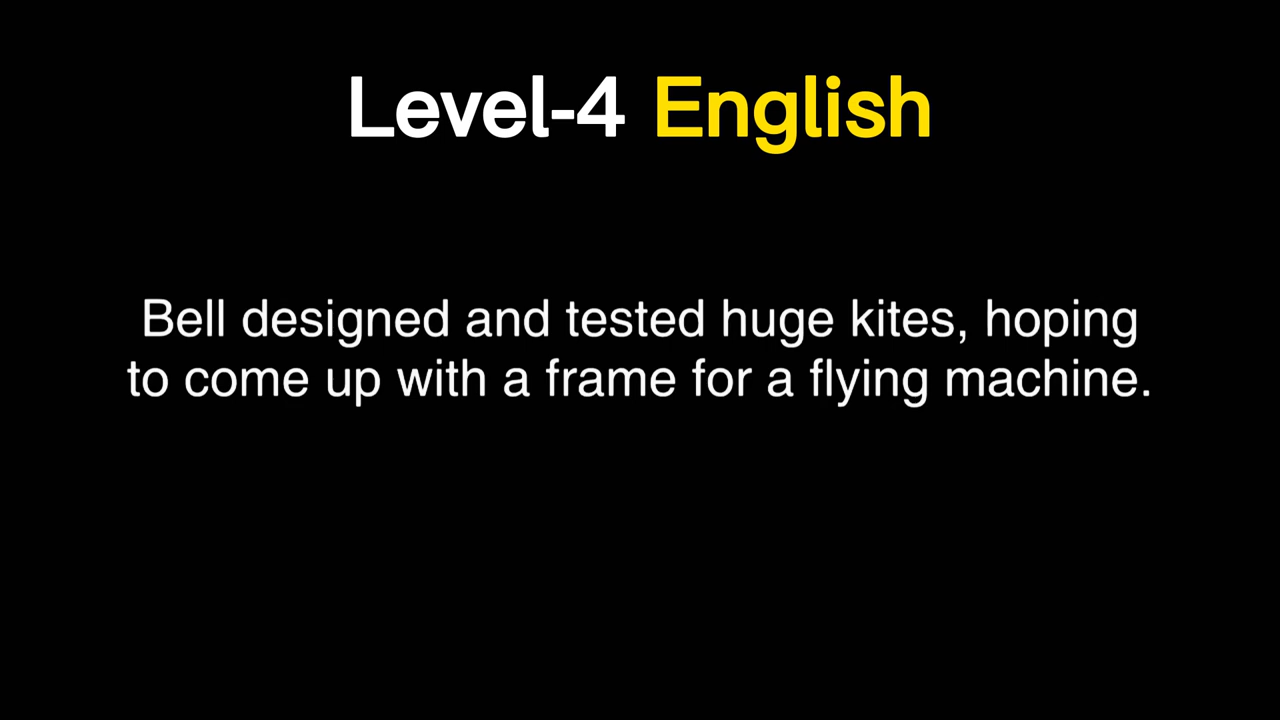 Level-4 English
Bell designed and tested huge kites, hoping
to come up with a frame for a flying machine.